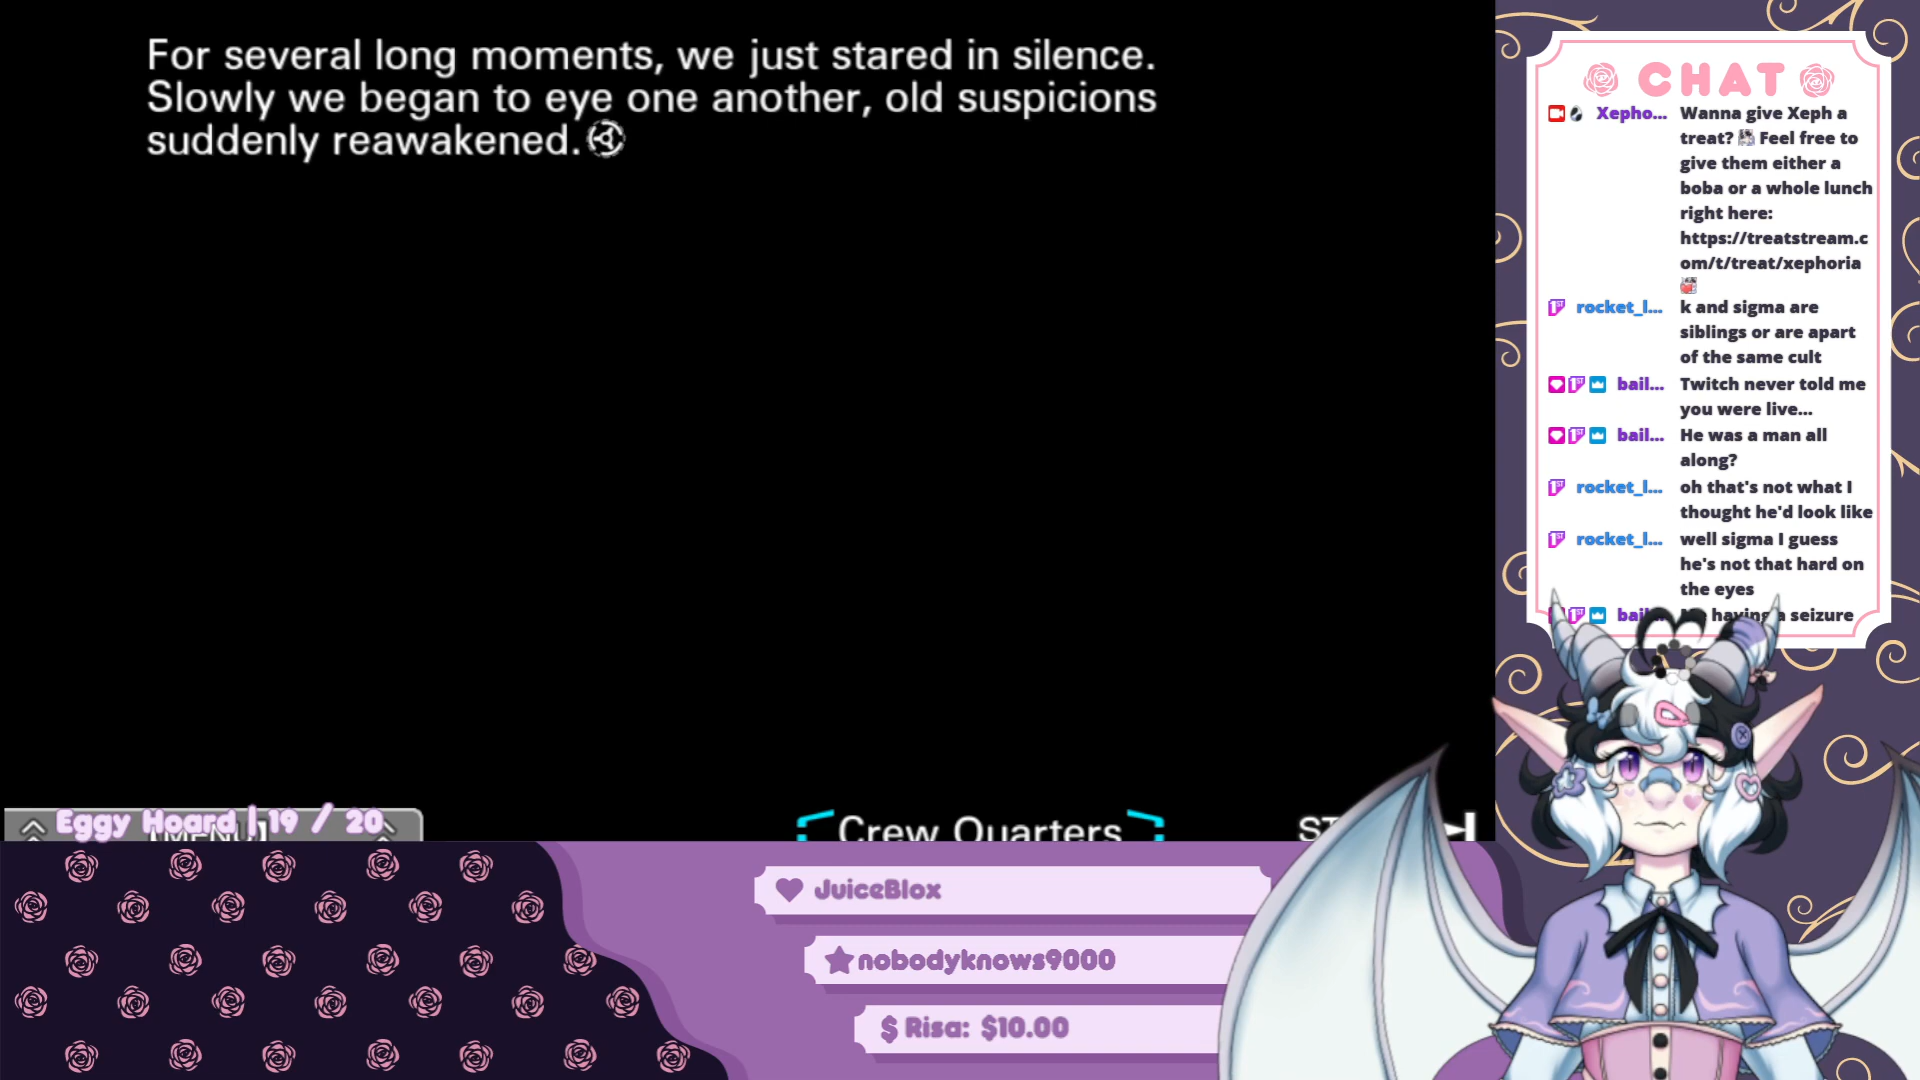 For several long moments, we just stared in silence.
Slowly we began to eye one another, old suspicions
suddenly reawakened.
CHAT
Xepho... Wanna give Xeph a
treat? Feel free to
give them either a
boba or a whole lunch
right here:
https://treatstream.c
om/t/treat/xephoria
rocket_l... k and sigma are
siblings or are apart
of the same cult
bail... Twitch never told me
you were live...
bail... He was a man all
along?
rocket_l... oh that's not what I
thought he'd look like
rocket_l... well sigma I guess
he's not that hard on
the eyes
having a seizure
Eggy Hoard | 19 / 20
[MENU]
Crew Quarters
JuiceBlox
nobodyknows9000
$ Risa: $10.00